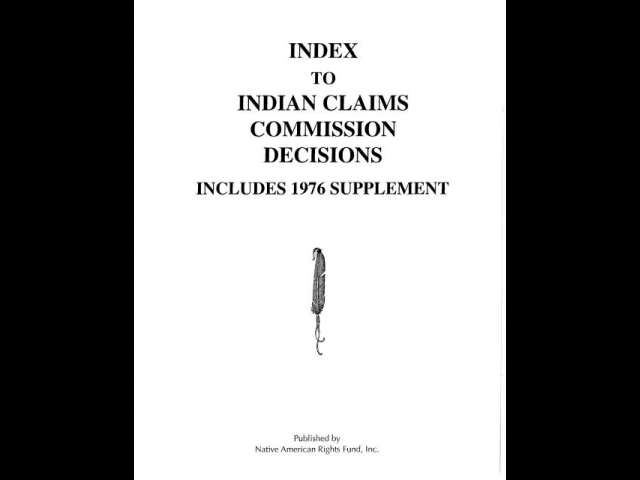 INDEX
TO
INDIAN CLAIMS
COMMISSION
DECISIONS
INCLUDES 1976 SUPPLEMENT
Published by
Native American Rights Fund, Inc.